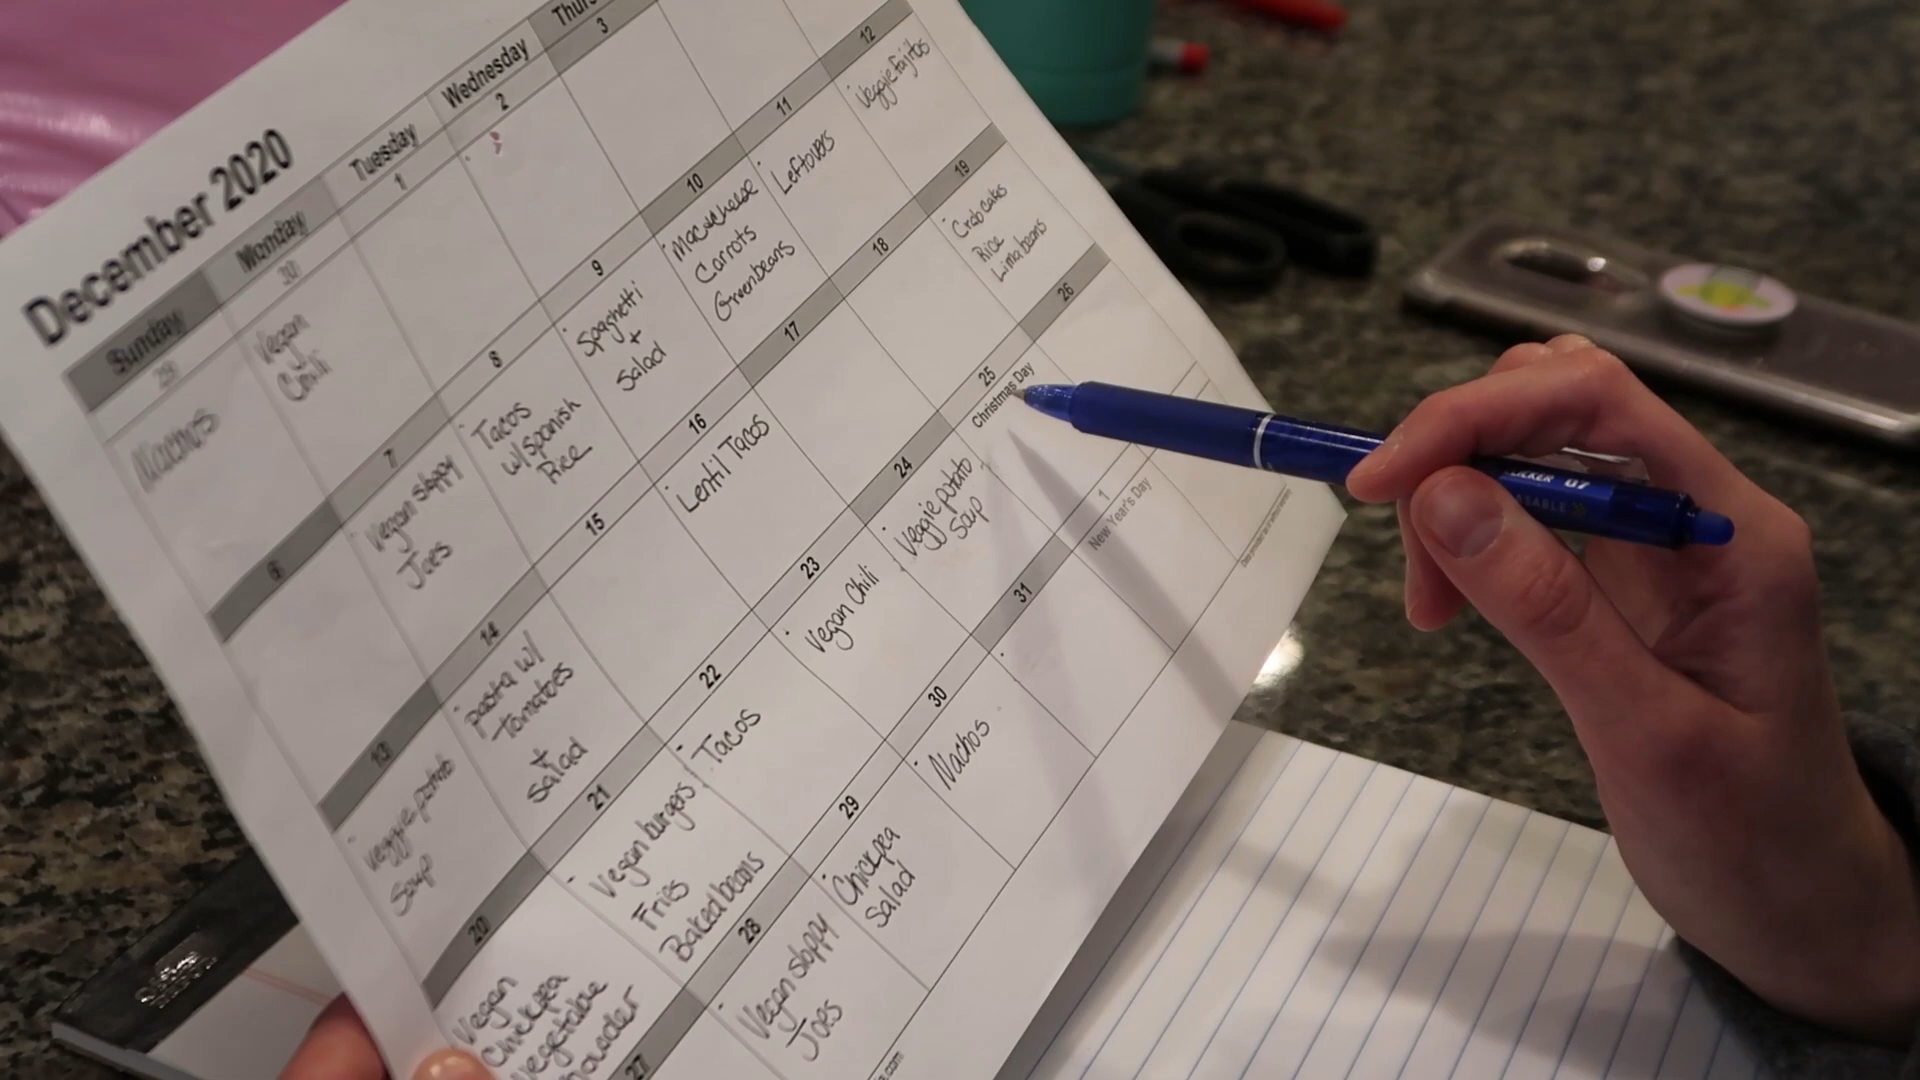 December 2020
Sunday
Monday
Tuesday
Wednesday
29
30
1
2
3
Nachos
Vegan
Chili
6
7
8
9
10
11
12
Vegan sloppy
Joes
Tacos
w/ spanish
Rice
Spaghetti
+
Salad
Carrots
Greenbeans
Leftovers
Veggie fajitas
13
14
15
16
17
18
19
Veggie potato
Soup
pasta w/
tomatoes
+
salad
Lentil Tacos
Crab cakes
Rice
Lima beans
20
21
22
23
24
25
26
Christmas Day
Vegan
Chickpea
Vegetable
Vegan burgers
Fries
Baked beans
Tacos
Vegan Chili
Veggie potato
Soup
27
28
29
30
31
1
New Year's Day
Vegan sloppy
Joes
Chickpea
Salad
Nachos
.com
07